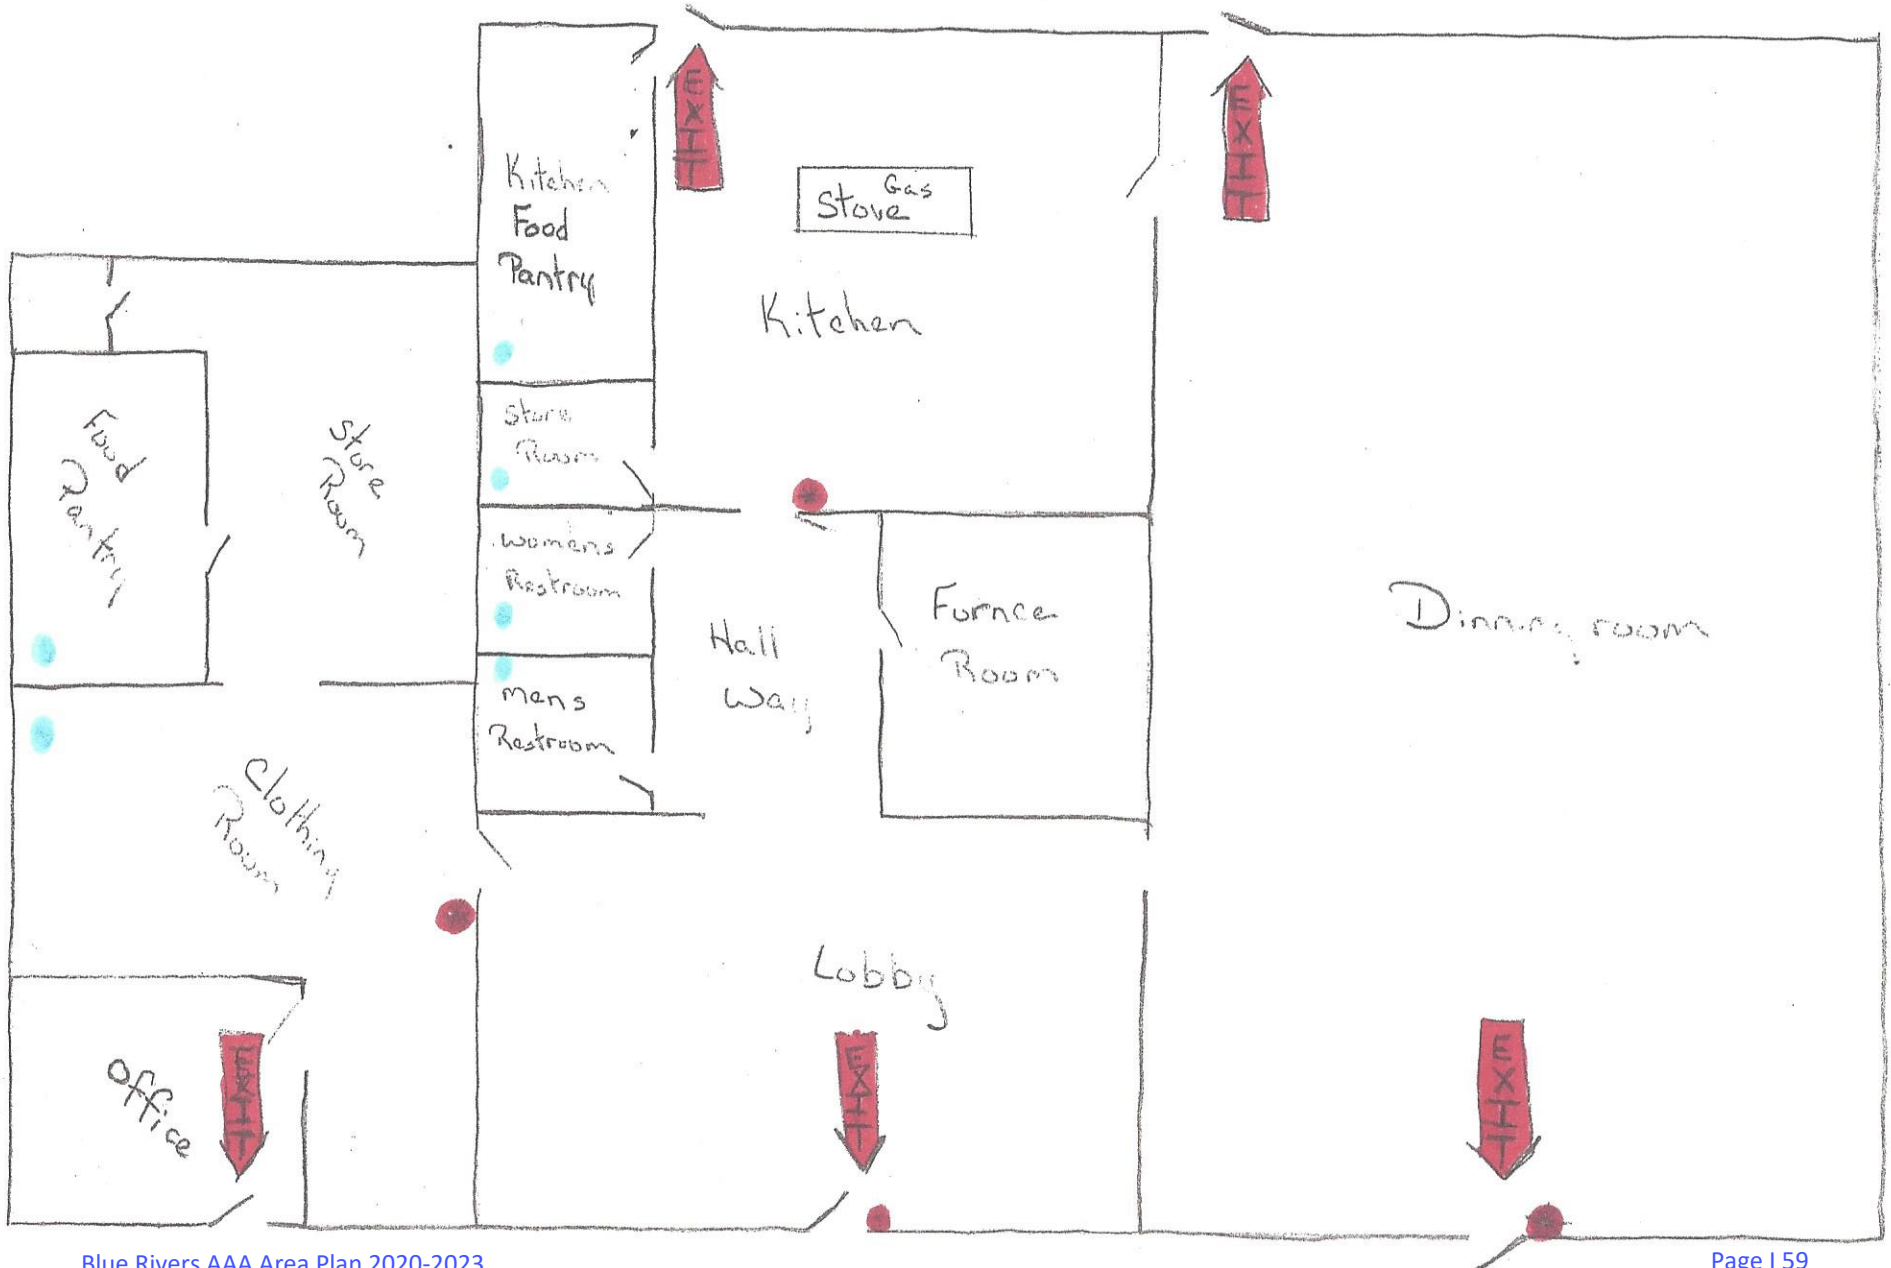 EXIT
EXIT
Kitchen
Food
Pantry
Gas
Stove
Kitchen
Food
Pantry
Store
Room
Store
Room
Womens
Restroom
mens
Restroom
Hall
Way
Furnce
Room
Dinning room
Clothing
Room
Lobby
Office
EXIT
EXIT
EXIT
Blue Rivers AAA Area Plan 2020-2023
Page | 59